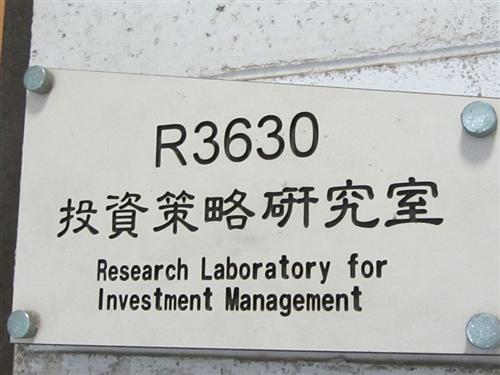 R3630
投資策略研究室
Research Laboratory for
Investment Management